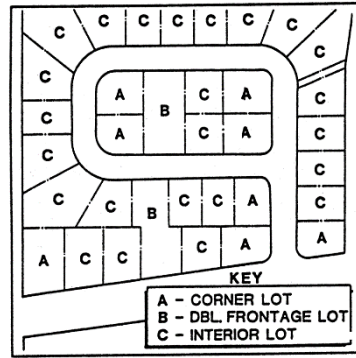 C C C C C C C
C C
C C
A B C A
C
A B C A C
C C
C C B C C A C
A C C C A A
KEY
A - CORNER LOT
B - DBL. FRONTAGE LOT
C - INTERIOR LOT